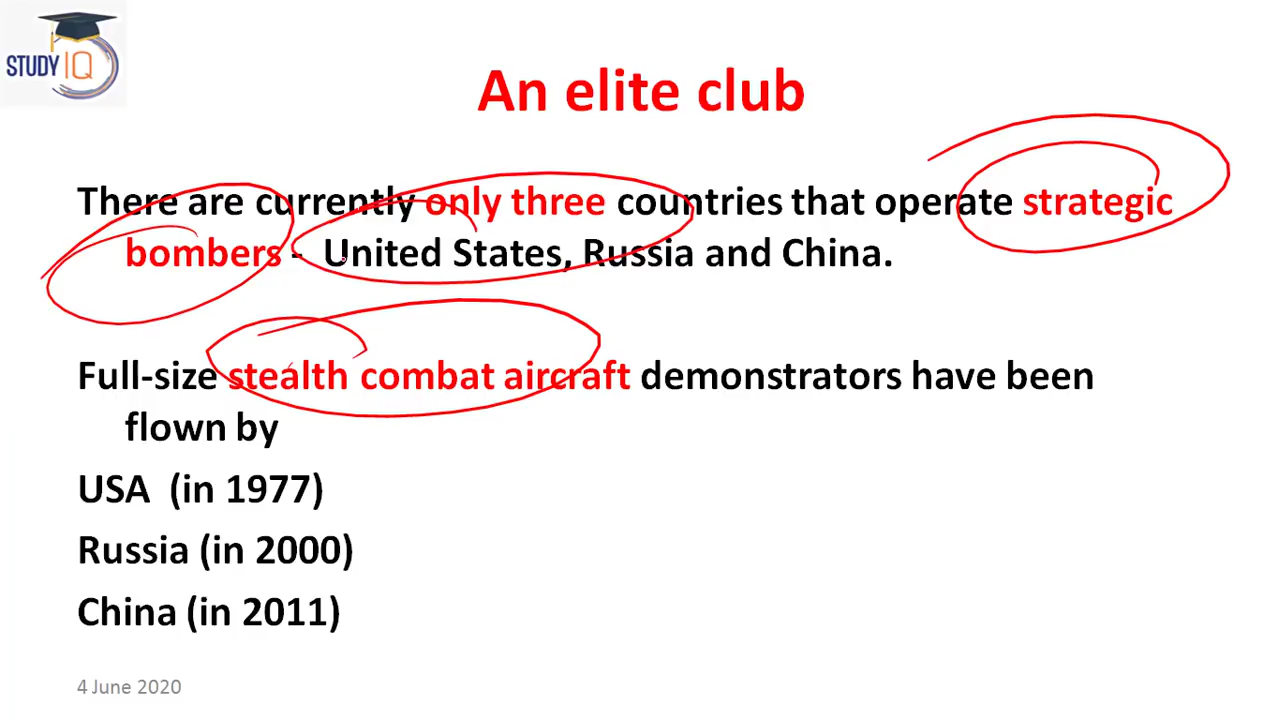 STUDY IQ
An elite club
There are currently only three countries that operate strategic
bombers - United States, Russia and China.
Full-size stealth combat aircraft demonstrators have been
flown by
USA (in 1977)
Russia (in 2000)
China (in 2011)
4 June 2020